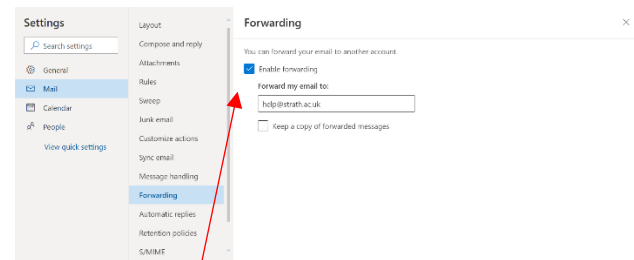 Settings
Search settings
General
Mail
Calendar
People
View quick settings
Layout
Compose and reply
Attachments
Rules
Sweep
Junk email
Customize actions
Sync email
Message handling
Forwarding
Automatic replies
Retention policies
S/MIME
Forwarding
You can forward your email to another account.
Enable forwarding
Forward my email to:
help@strath.ac.uk
Keep a copy of forwarded messages